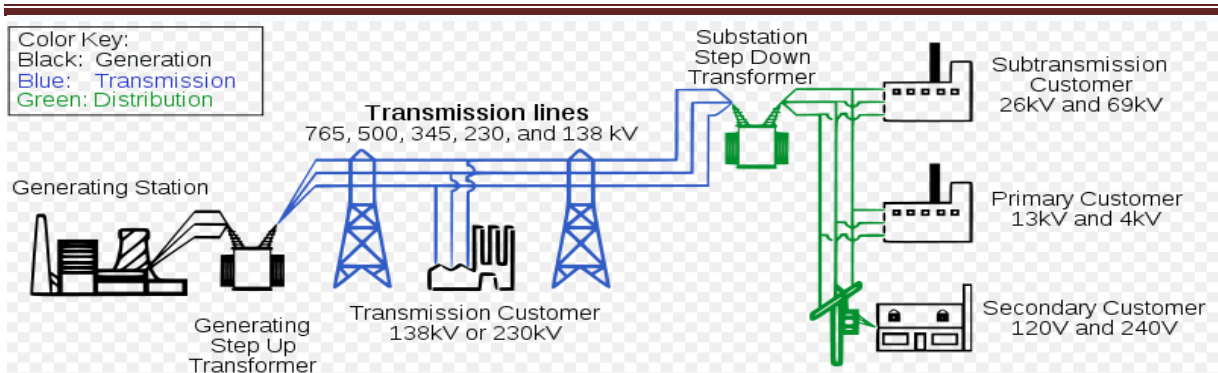 Color Key:
Black: Generation
Blue: Transmission
Green: Distribution
Substation
Step Down
Transformer
Subtransmission
Customer
26kV and 69kV
Transmission lines
765, 500, 345, 230, and 138 kV
Generating Station
Primary Customer
13kV and 4kV
Transmission Customer
138kV or 230kV
Secondary Customer
120V and 240V
Generating
Step Up
Transformer